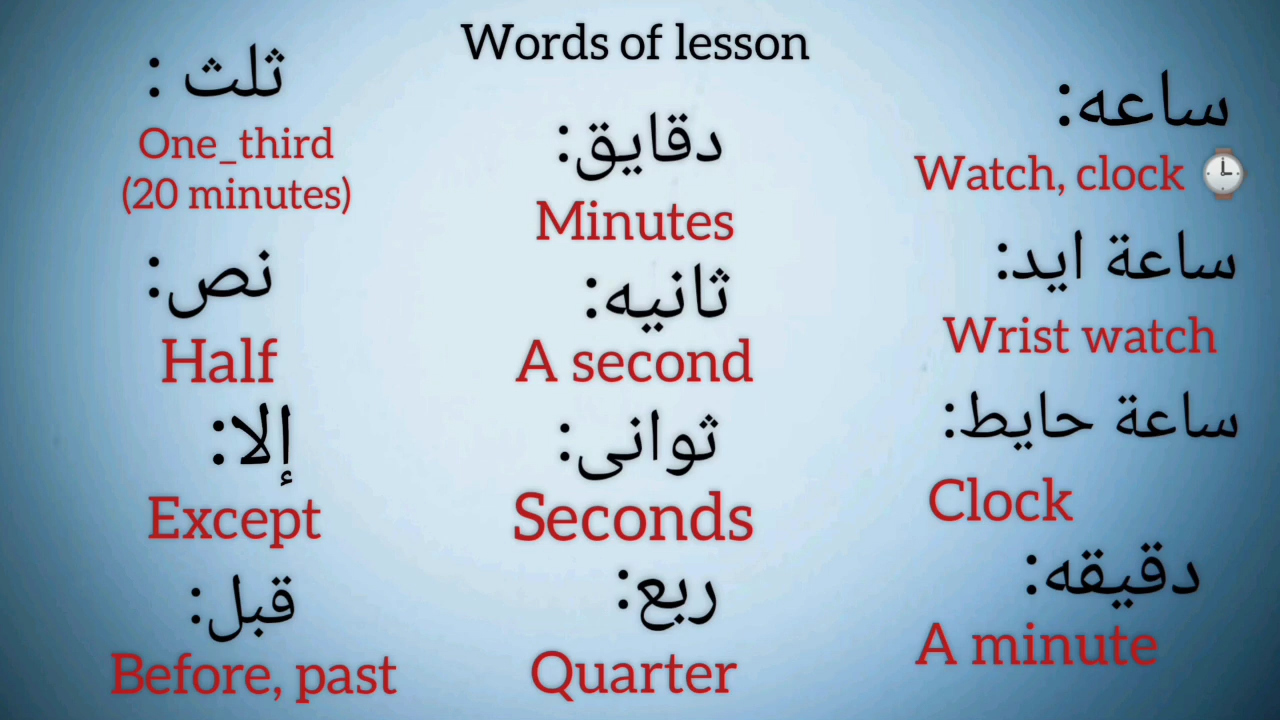 Words of lesson
ساعه:
Watch, clock
ساعة ايد:
Wrist watch
ساعة حايط:
Clock
دقيقه:
A minute
دقايق:
Minutes
ثانيه:
A second
ثوانى:
Seconds
ربع:
Quarter
ثلث :
One_third
(20 minutes)
نص:
Half
إلا:
Except
قبل:
Before, past